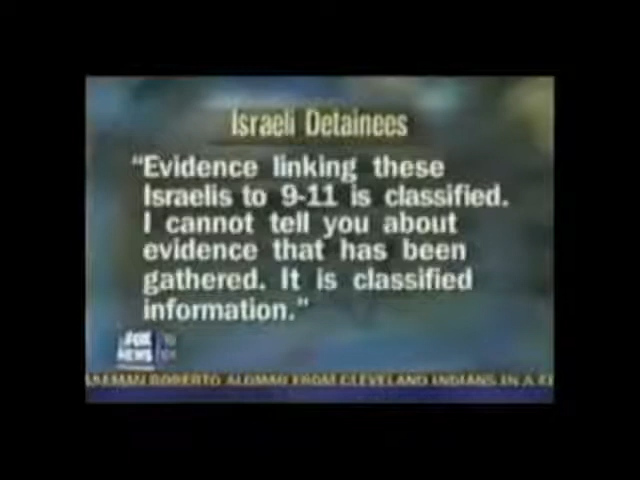 Israeli Detainees
"Evidence linking these
Israelis to 9-11 is classified.
I cannot tell you about
evidence that has been
gathered. It is classified
information."
FOX
NEWS
ROBERTO ALOMAR FROM CLEVELAND INDIANS IN A